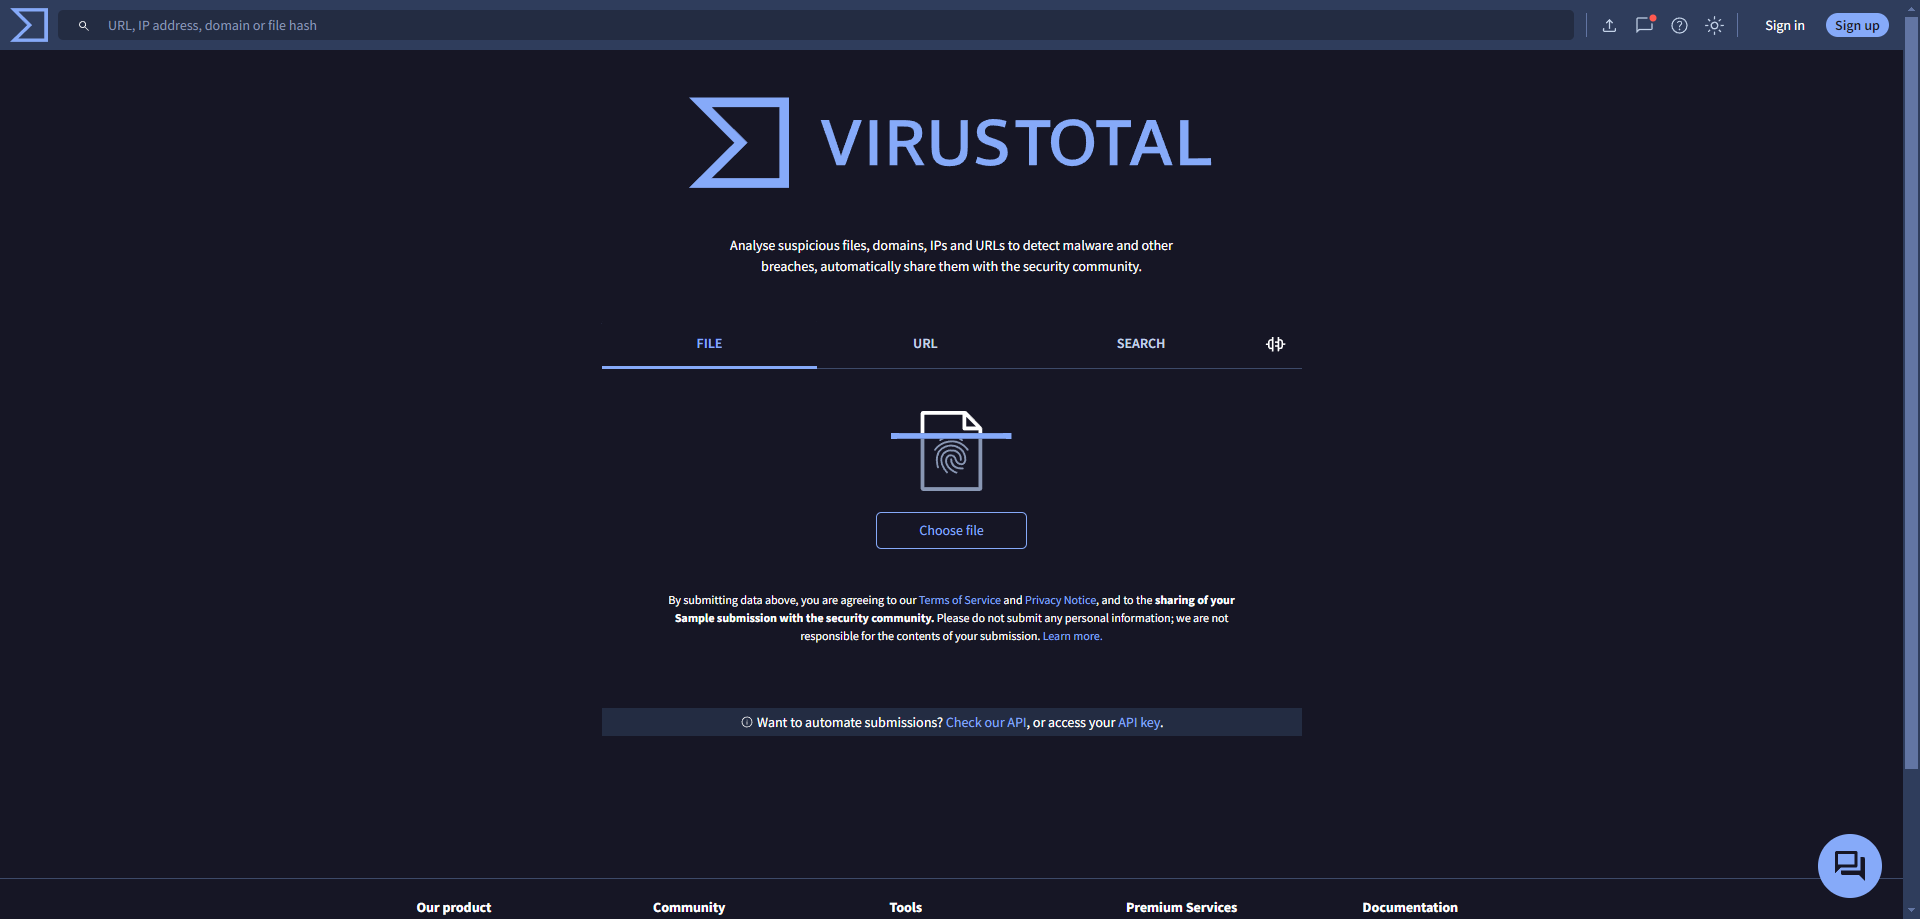 URL, IP address, domain or file hash
Sign in
Sign up
VIRUSTOTAL
Analyse suspicious files, domains, IPs and URLs to detect malware and other
breaches, automatically share them with the security community.
FILE
URL
SEARCH
Choose file
By submitting data above, you are agreeing to our Terms of Service and Privacy Notice, and to the sharing of your
Sample submission with the security community. Please do not submit any personal information; we are not
responsible for the contents of your submission. Learn more.
Want to automate submissions? Check our API, or access your API key.
Our product
Community
Tools
Premium Services
Documentation